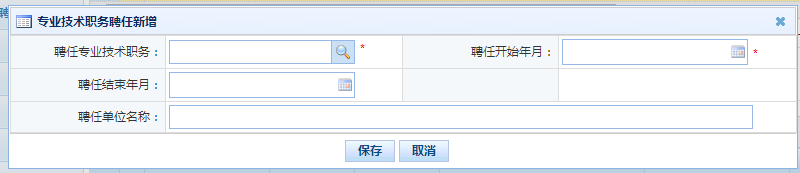 专业技术职务聘任新增
聘任专业技术职务： * 聘任开始年月： *
聘任结束年月：
聘任单位名称：
保存 取消